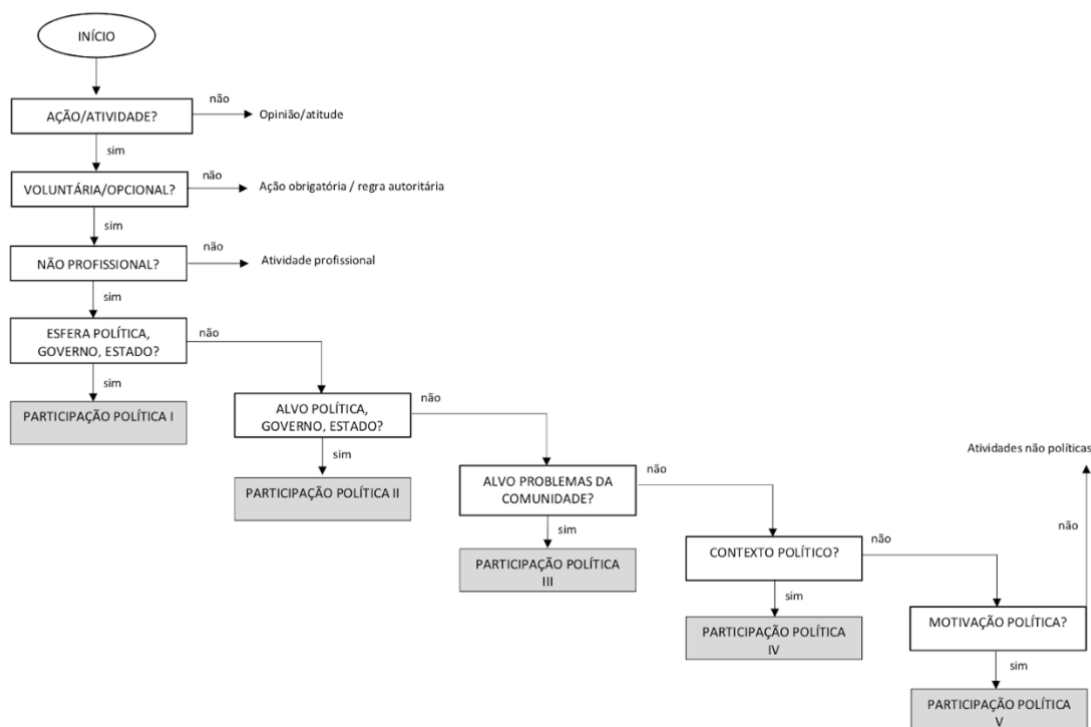 INÍCIO
não
AÇÃO/ATIVIDADE?
Opinião/atitude
sim
não
VOLUNTÁRIA/OPCIONAL?
Ação obrigatória / regra autoritária
sim
não
NÃO PROFISSIONAL?
Atividade profissional
sim
ESFERA POLÍTICA,
GOVERNO, ESTADO?
não
sim
PARTICIPAÇÃO POLÍTICA I
ALVO POLÍTICA,
GOVERNO, ESTADO?
não
sim
PARTICIPAÇÃO POLÍTICA II
ALVO PROBLEMAS DA
COMUNIDADE?
não
sim
PARTICIPAÇÃO POLÍTICA
III
CONTEXTO POLÍTICO?
não
sim
PARTICIPAÇÃO POLÍTICA
IV
Atividades não políticas
não
MOTIVAÇÃO POLÍTICA?
sim
PARTICIPAÇÃO POLÍTICA
V